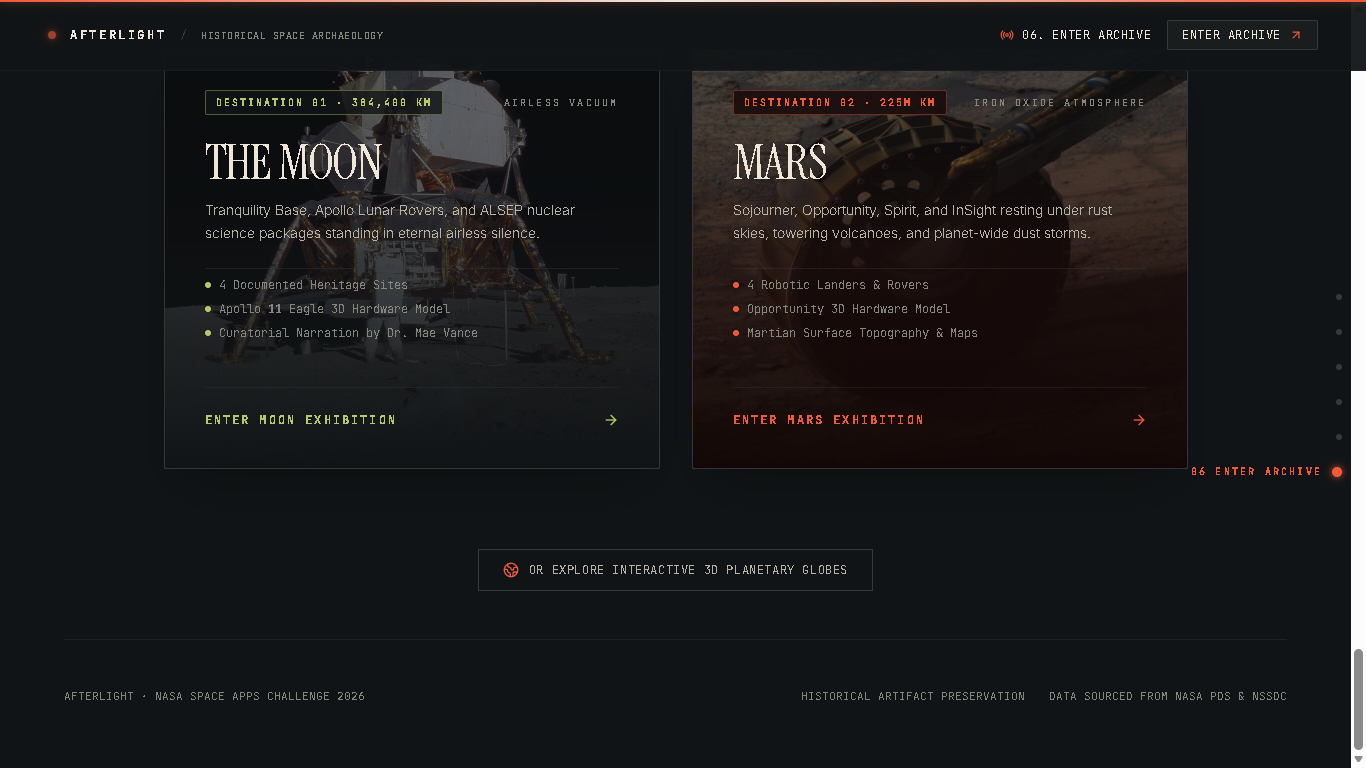 AFTERLIGHT / HISTORICAL SPACE ARCHAEOLOGY
06. ENTER ARCHIVE
ENTER ARCHIVE
DESTINATION 01 · 384,400 KM
AIRLESS VACUUM
THE MOON
Tranquility Base, Apollo Lunar Rovers, and ALSEP nuclear
science packages standing in eternal airless silence.
4 Documented Heritage Sites
Apollo 11 Eagle 3D Hardware Model
Curatorial Narration by Dr. Mae Vance
ENTER MOON EXHIBITION
DESTINATION 02 · 225M KM
IRON OXIDE ATMOSPHERE
MARS
Sojourner, Opportunity, Spirit, and InSight resting under rust
skies, towering volcanoes, and planet-wide dust storms.
4 Robotic Landers & Rovers
Opportunity 3D Hardware Model
Martian Surface Topography & Maps
ENTER MARS EXHIBITION
06 ENTER ARCHIVE
OR EXPLORE INTERACTIVE 3D PLANETARY GLOBES
AFTERLIGHT · NASA SPACE APPS CHALLENGE 2026
HISTORICAL ARTIFACT PRESERVATION
DATA SOURCED FROM NASA PDS & NSSDC